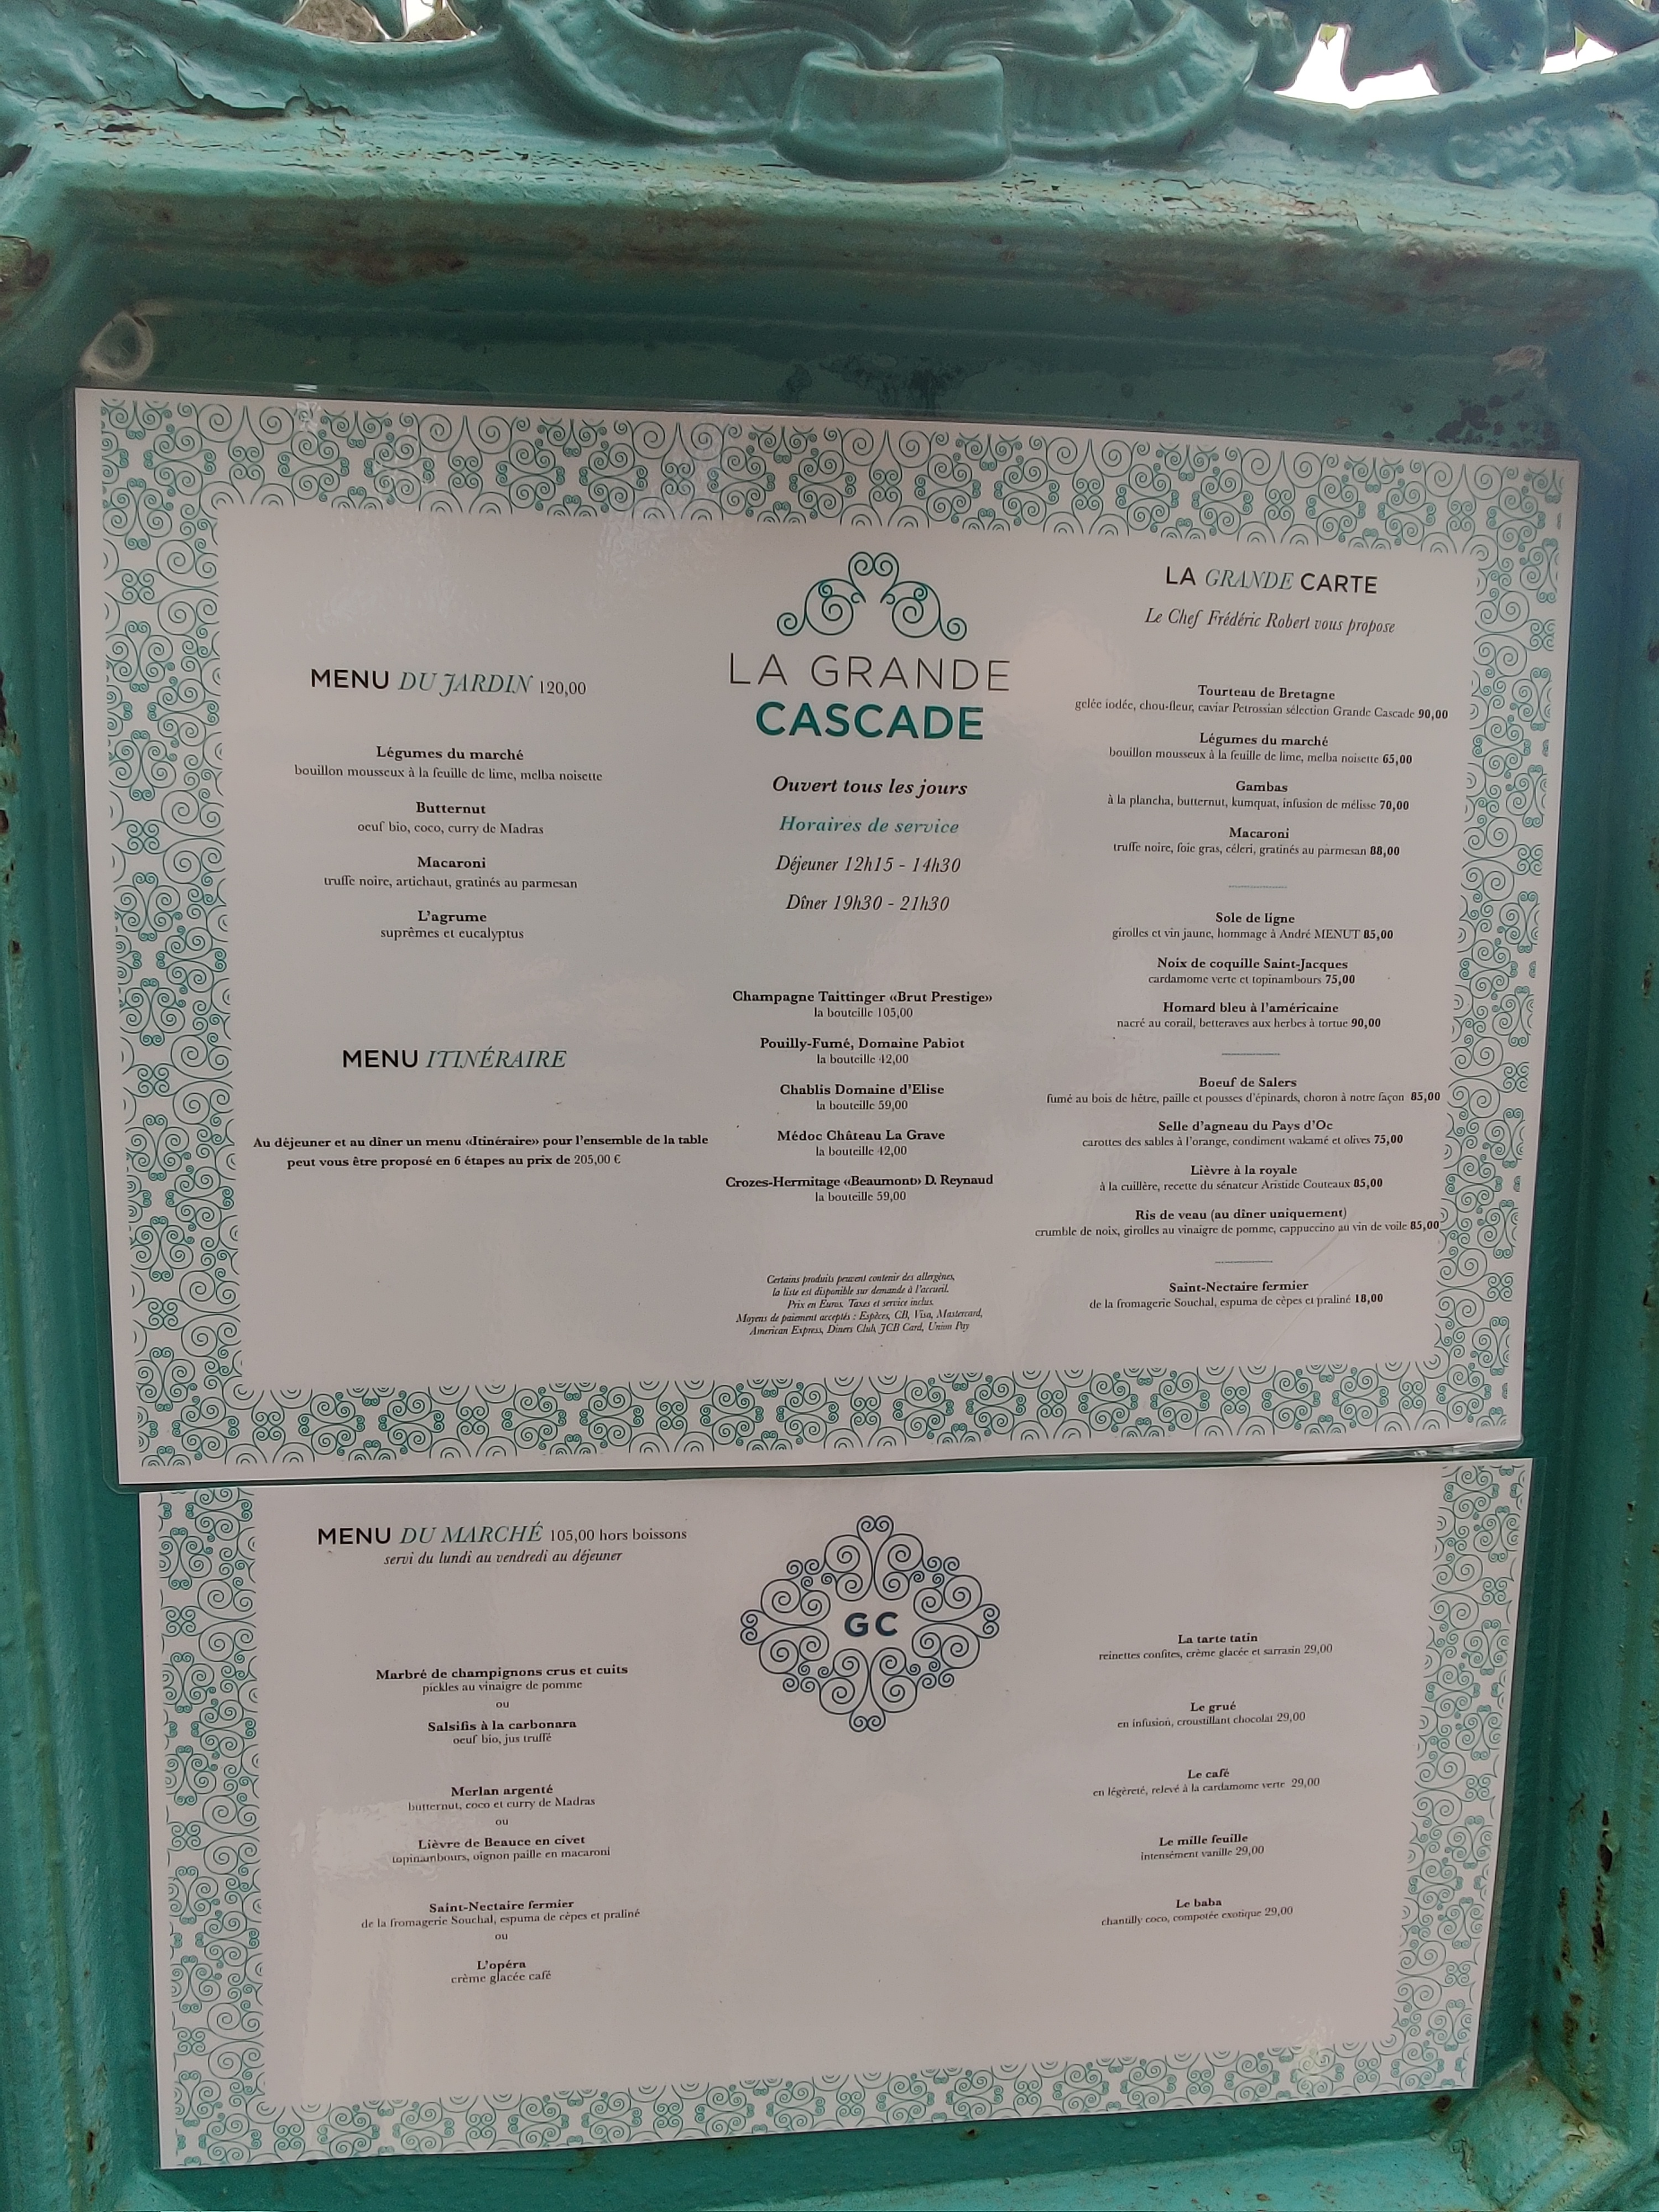 MENU DU JARDIN 120,00
Légumes du marché
bouillon mousseux à la feuille de lime, melba noisette
Butternut
oeuf bio, coco, curry de Madras
Macaroni
truffe noire, artichaut, gratinés au parmesan
L'agrume
suprêmes et eucalyptus
MENU ITINÉRAIRE
Au déjeuner et au dîner un menu «Itinéraire» pour l'ensemble de la table
peut vous être proposé en 6 étapes au prix de 205,00 €
LA GRANDE
CASCADE
Ouvert tous les jours
Horaires de service
Déjeuner 12h15 - 14h30
Dîner 19h30 - 21h30
Champagne Taittinger «Brut Prestige»
la bouteille 105,00
Pouilly-Fumé, Domaine Pabiot
la bouteille 42,00
Chablis Domaine d'Elise
la bouteille 59,00
Médoc Château La Grave
la bouteille 42,00
Crozes-Hermitage «Beaumont» D. Reynaud
la bouteille 59,00
Certains produits peuvent contenir des allergènes,
la liste est disponible sur demande à l'accueil.
Prix en Euros. Taxes et service inclus.
Moyens de paiement acceptés : Espèces, CB, Visa, Mastercard,
American Express, Diners Club, JCB Card, Union Pay
LA GRANDE CARTE
Le Chef Frédéric Robert vous propose
Tourteau de Bretagne
gelée iodée, chou-fleur, caviar Petrossian sélection Grande Cascade 90,00
Légumes du marché
bouillon mousseux à la feuille de lime, melba noisette 65,00
Gambas
à la plancha, butternut, kumquat, infusion de mélisse 70,00
Macaroni
truffe noire, foie gras, céleri, gratinés au parmesan 88,00
Sole de ligne
girolles et vin jaune, hommage à André MENUT 85,00
Noix de coquille Saint-Jacques
cardamome verte et topinambours 75,00
Homard bleu à l'américaine
nacré au corail, betteraves aux herbes à tortue 90,00
Boeuf de Salers
fumé au bois de hêtre, paille et pousses d'épinards, choron à notre façon 85,00
Selle d'agneau du Pays d'Oc
carottes des sables à l'orange, condiment wakamé et olives 75,00
Lièvre à la royale
à la cuillère, recette du sénateur Aristide Couteaux 85,00
Ris de veau (au dîner uniquement)
crumble de noix, girolles au vinaigre de pomme, cappuccino au vin de voile 85,00
Saint-Nectaire fermier
de la fromagerie Souchal, espuma de cèpes et praliné 18,00
MENU DU MARCHÉ 105,00 hors boissons
servi du lundi au vendredi au déjeuner
Marbré de champignons crus et cuits
pickles au vinaigre de pomme
ou
Salsifis à la carbonara
oeuf bio, jus truffé
Merlan argenté
butternut, coco et curry de Madras
ou
Lièvre de Beauce en civet
topinambours, oignon paille en macaroni
Saint-Nectaire fermier
de la fromagerie Souchal, espuma de cèpes et praliné
ou
L'opéra
crème glacée café
GC
La tarte tatin
reinettes confites, crème glacée et sarrasin 29,00
Le grué
en infusion, croustillant chocolat 29,00
Le café
en légèreté, relevé à la cardamome verte 29,00
Le mille feuille
intensément vanille 29,00
Le baba
chantilly coco, compotée exotique 29,00